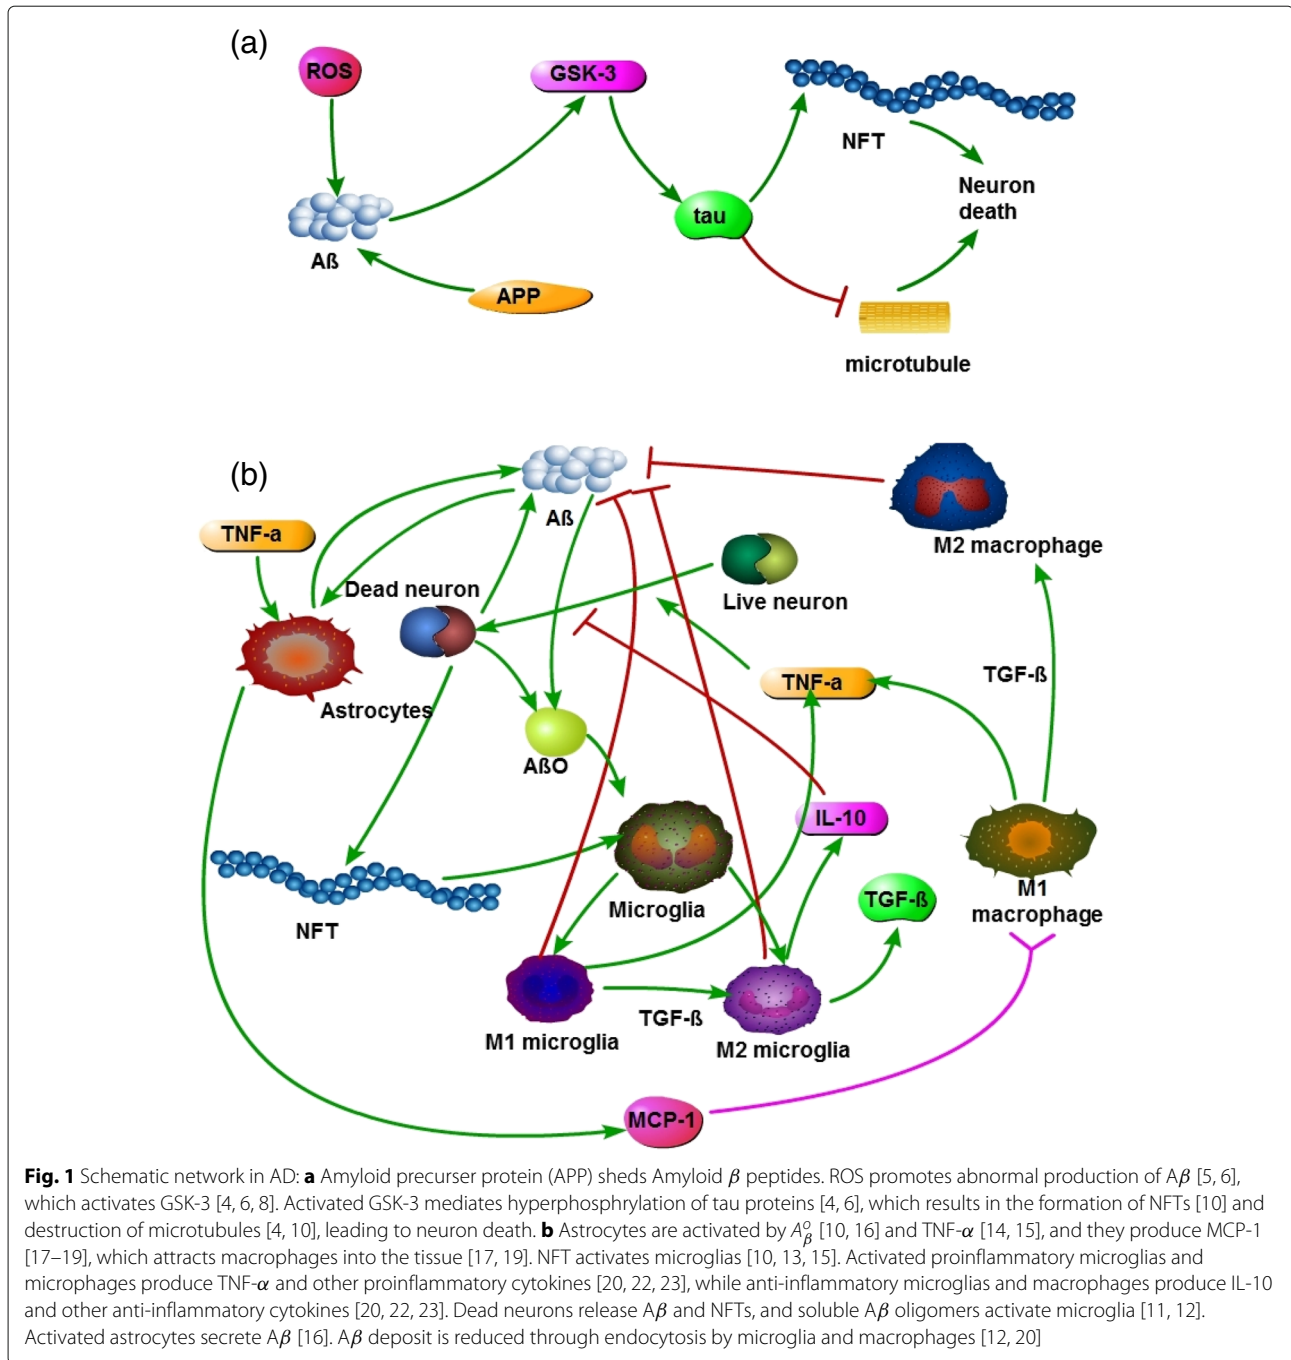 (a)
ROS
GSK-3
NFT
Neuron
death
tau
Aß
APP
microtubule
(b)
Aß
TNF-a
M2 macrophage
Dead neuron
Live neuron
TGF-ß
TNF-a
Astrocytes
AßO
IL-10
M1
macrophage
TGF-ß
Microglia
NFT
TGF-ß
M1 microglia
M2 microglia
MCP-1
Fig. 1 Schematic network in AD: a Amyloid precurser protein (APP) sheds Amyloid β peptides. ROS promotes abnormal production of Aβ [5, 6],
which activates GSK-3 [4, 6, 8]. Activated GSK-3 mediates hyperphosphrylation of tau proteins [4, 6], which results in the formation of NFTs [10] and
destruction of microtubules [4, 10], leading to neuron death. b Astrocytes are activated by A_β^o [10, 16] and TNF-α [14, 15], and they produce MCP-1
[17–19], which attracts macrophages into the tissue [17, 19]. NFT activates microglias [10, 13, 15]. Activated proinflammatory microglias and
microphages produce TNF-α and other proinflammatory cytokines [20, 22, 23], while anti-inflammatory microglias and macrophages produce IL-10
and other anti-inflammatory cytokines [20, 22, 23]. Dead neurons release Aβ and NFTs, and soluble Aβ oligomers activate microglia [11, 12].
Activated astrocytes secrete Aβ [16]. Aβ deposit is reduced through endocytosis by microglia and macrophages [12, 20]